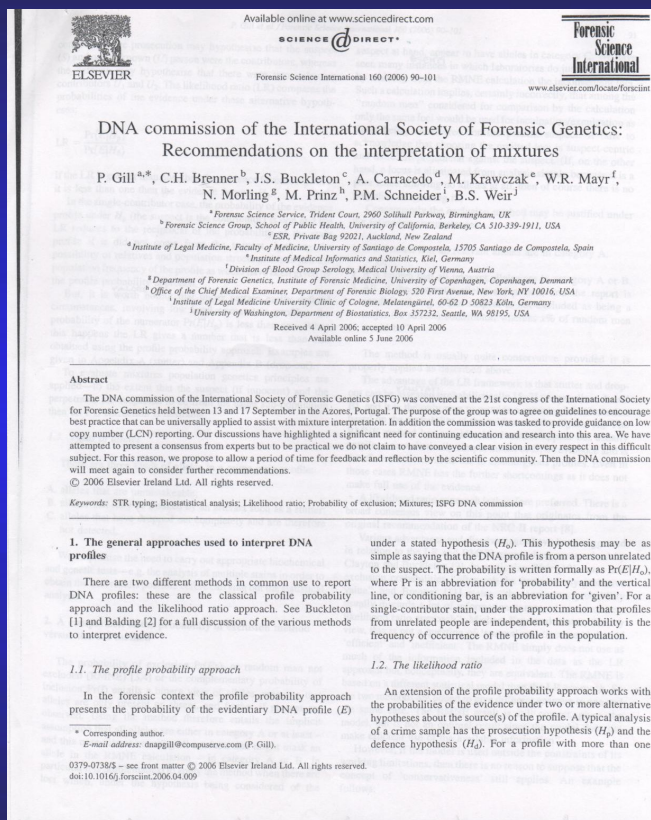 Available online at www.sciencedirect.com
SCIENCE @ DIRECT®
ELSEVIER
Forensic Science International 160 (2006) 90–101
Forensic
Science
International
www.elsevier.com/locate/forsciint
DNA commission of the International Society of Forensic Genetics:
Recommendations on the interpretation of mixtures
P. Gill a,*, C.H. Brenner b, J.S. Buckleton c, A. Carracedo d, M. Krawczak e, W.R. Mayr f,
N. Morling g, M. Prinz h, P.M. Schneider i, B.S. Weir j
a Forensic Science Service, Trident Court, 2960 Solihull Parkway, Birmingham, UK
b Forensic Science Group, School of Public Health, University of California, Berkeley, CA 510-339-1911, USA
c ESR, Private Bag 92021, Auckland, New Zealand
d Institute of Legal Medicine, Faculty of Medicine, University of Santiago de Compostela, 15705 Santiago de Compostela, Spain
e Institute of Medical Informatics and Statistics, Kiel, Germany
f Division of Blood Group Serology, Medical University of Vienna, Austria
g Department of Forensic Genetics, Institute of Forensic Medicine, University of Copenhagen, Copenhagen, Denmark
h Office of the Chief Medical Examiner, Department of Forensic Biology, 520 First Avenue, New York, NY 10016, USA
i Institute of Legal Medicine University Clinic of Cologne, Melatengürtel, 60-62 D 50823 Köln, Germany
j University of Washington, Department of Biostatistics, Box 357232, Seattle, WA 98195, USA
Received 4 April 2006; accepted 10 April 2006
Available online 5 June 2006
Abstract
The DNA commission of the International Society of Forensic Genetics (ISFG) was convened at the 21st congress of the International Society
for Forensic Genetics held between 13 and 17 September in the Azores, Portugal. The purpose of the group was to agree on guidelines to encourage
best practice that can be universally applied to assist with mixture interpretation. In addition the commission was tasked to provide guidance on low
copy number (LCN) reporting. Our discussions have highlighted a significant need for continuing education and research into this area. We have
attempted to present a consensus from experts but to be practical we do not claim to have conveyed a clear vision in every respect in this difficult
subject. For this reason, we propose to allow a period of time for feedback and reflection by the scientific community. Then the DNA commission
will meet again to consider further recommendations.
© 2006 Elsevier Ireland Ltd. All rights reserved.
Keywords: STR typing; Biostatistical analysis; Likelihood ratio; Probability of exclusion; Mixtures; ISFG DNA commission
1. The general approaches used to interpret DNA
profiles
There are two different methods in common use to report
DNA profiles: these are the classical profile probability
approach and the likelihood ratio approach. See Buckleton
[1] and Balding [2] for a full discussion of the various methods
to interpret evidence.
1.1. The profile probability approach
In the forensic context the profile probability approach
presents the probability of the evidentiary DNA profile (E)
* Corresponding author.
E-mail address: dnapgill@compuserve.com (P. Gill).
under a stated hypothesis (Ho). This hypothesis may be as
simple as saying that the DNA profile is from a person unrelated
to the suspect. The probability is written formally as Pr(E|Ho),
where Pr is an abbreviation for 'probability' and the vertical
line, or conditioning bar, is an abbreviation for 'given'. For a
single-contributor stain, under the approximation that profiles
from unrelated people are independent, this probability is the
frequency of occurrence of the profile in the population.
1.2. The likelihood ratio
An extension of the profile probability approach works with
the probabilities of the evidence under two or more alternative
hypotheses about the source(s) of the profile. A typical analysis
of a crime sample has the prosecution hypothesis (Hp) and the
defence hypothesis (Hd). For a profile with more than one
0379-0738/$ – see front matter © 2006 Elsevier Ireland Ltd. All rights reserved.
doi:10.1016/j.forsciint.2006.04.009